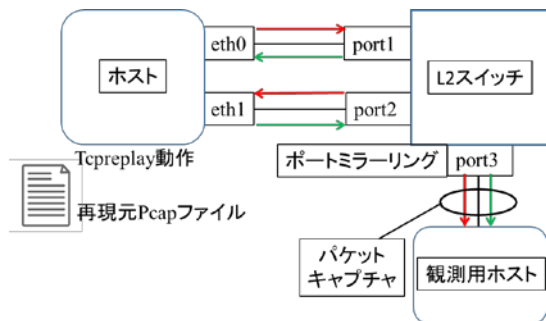 ホスト
eth0
port1
eth1
port2
L2スイッチ
Tcpreplay動作
ポートミラーリング
port3
再現元Pcapファイル
パケット
キャプチャ
観測用ホスト